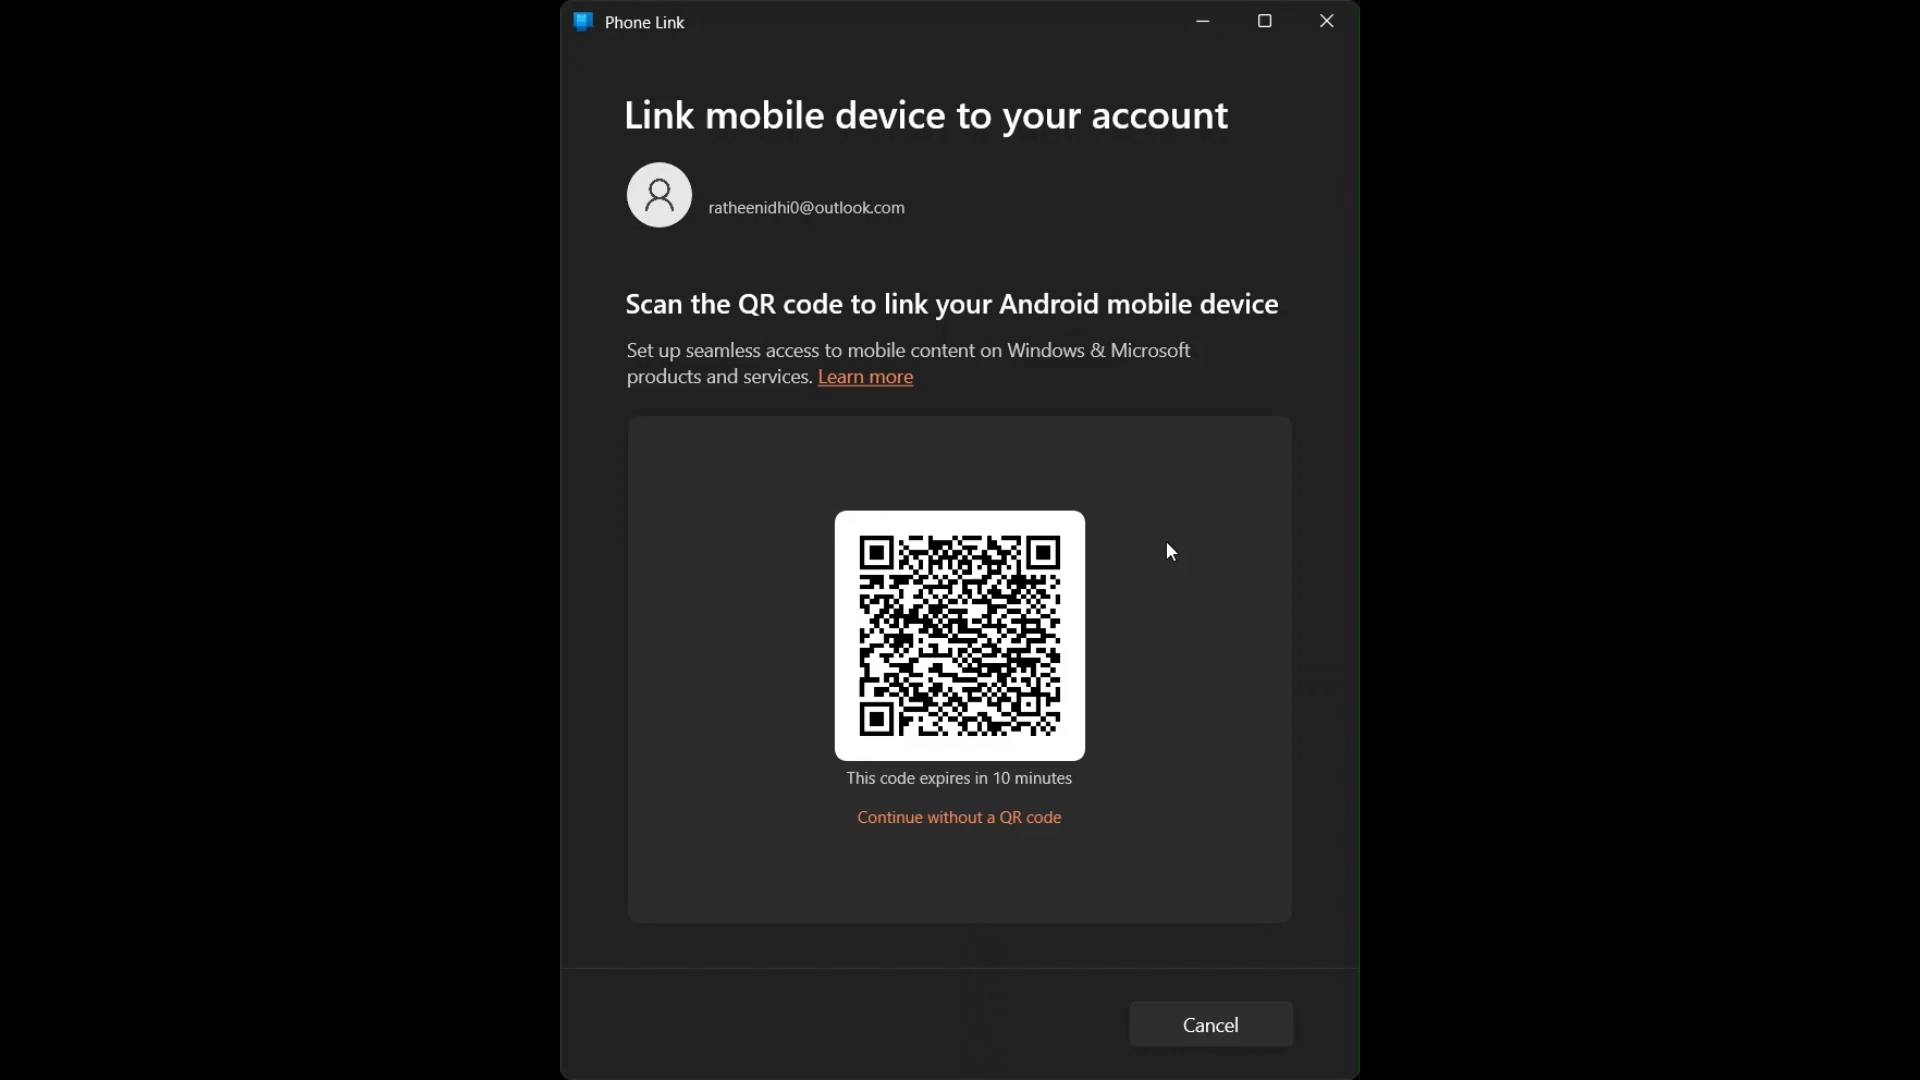 Phone Link
Link mobile device to your account
ratheenidhi0@outlook.com
Scan the QR code to link your Android mobile device
Set up seamless access to mobile content on Windows & Microsoft
products and services. Learn more
This code expires in 10 minutes
Continue without a QR code
Cancel